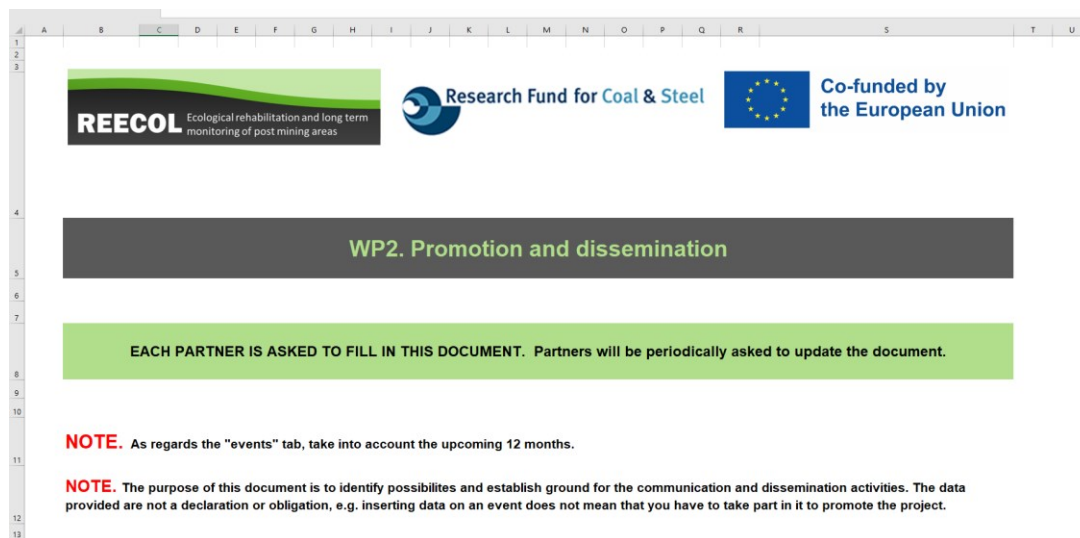 A B C D E F G H I J K L M N O P Q R S T U
1
2
3
REECOL Ecological rehabilitation and long term
monitoring of post mining areas
Research Fund for Coal & Steel
Co-funded by
the European Union
4
WP2. Promotion and dissemination
5
6
7
EACH PARTNER IS ASKED TO FILL IN THIS DOCUMENT. Partners will be periodically asked to update the document.
8
9
10
NOTE. As regards the "events" tab, take into account the upcoming 12 months.
11
NOTE. The purpose of this document is to identify possibilites and establish ground for the communication and dissemination activities. The data
provided are not a declaration or obligation, e.g. inserting data on an event does not mean that you have to take part in it to promote the project.
12
13